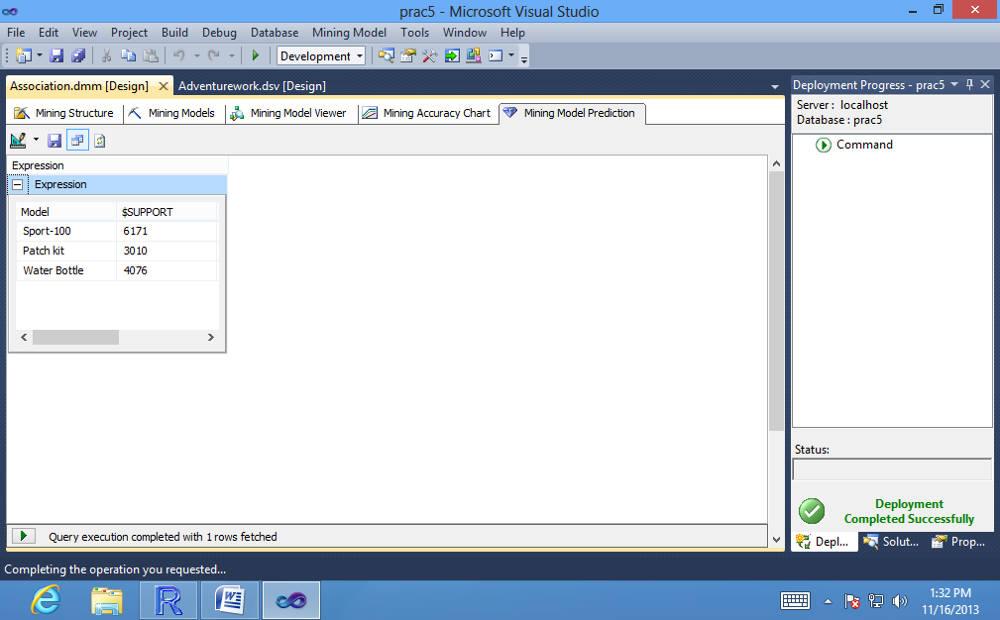 prac5 - Microsoft Visual Studio
File Edit View Project Build Debug Database Mining Model Tools Window Help
Development
Association.dmm [Design] Adventurework.dsv [Design]
Mining Structure Mining Models Mining Model Viewer Mining Accuracy Chart Mining Model Prediction
Expression
Expression
Model $SUPPORT
Sport-100 6171
Patch kit 3010
Water Bottle 4076
Query execution completed with 1 rows fetched
Deployment Progress - prac5
Server : localhost
Database : prac5
Command
Status:
Deployment
Completed Successfully
Depl... Solut... Prop...
Completing the operation you requested...
1:32 PM
11/16/2013